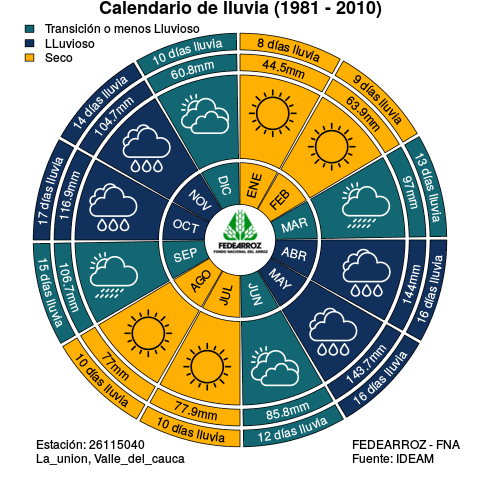 Calendario de lluvia (1981 - 2010)
Transición o menos Lluvioso
LLuvioso
Seco
8 días lluvia
44.5mm
ENE
9 días lluvia
63.9mm
FEB
13 días lluvia
97mm
MAR
16 días lluvia
144mm
ABR
16 días lluvia
143.7mm
MAY
12 días lluvia
85.8mm
JUN
10 días lluvia
77.9mm
JUL
10 días lluvia
77mm
AGO
15 días lluvia
106.7mm
SEP
17 días lluvia
116.9mm
OCT
14 días lluvia
104.7mm
NOV
10 días lluvia
60.8mm
DIC
FEDEARROZ
FONDO NACIONAL DEL ARROZ
Estación: 26115040
La_union, Valle_del_cauca
FEDEARROZ - FNA
Fuente: IDEAM